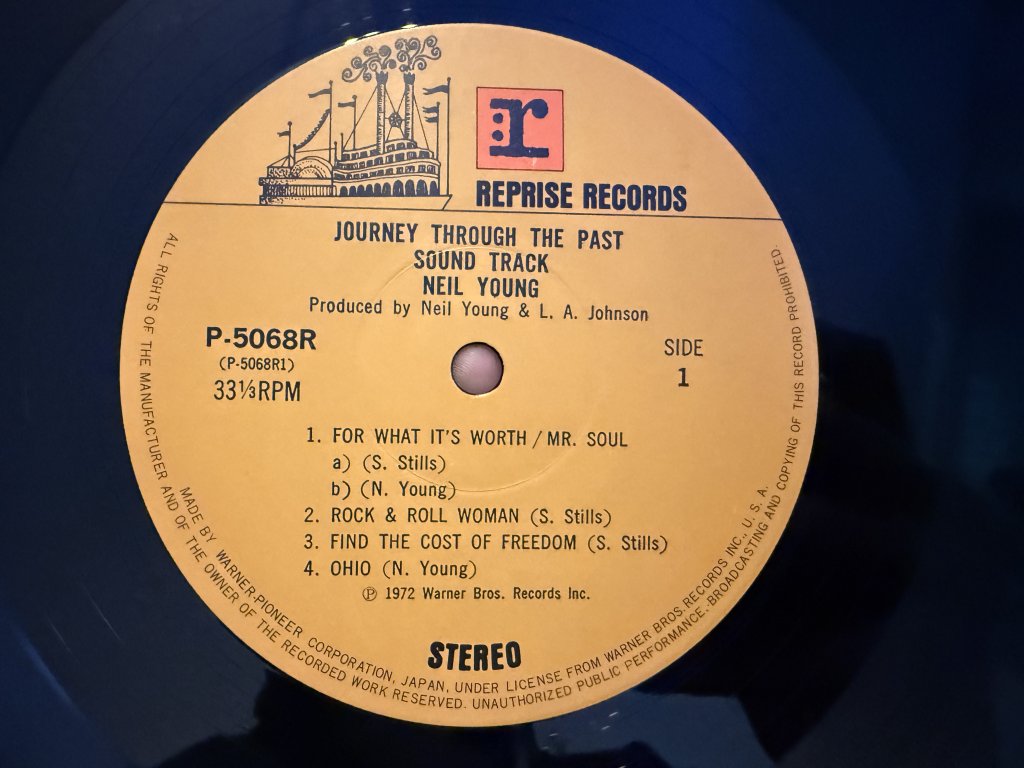 r
REPRISE RECORDS
JOURNEY THROUGH THE PAST
SOUND TRACK
NEIL YOUNG
Produced by Neil Young & L. A. Johnson
P-5068R
(P-5068R1)
33⅓RPM
SIDE
1
1. FOR WHAT IT'S WORTH / MR. SOUL
a) (S. Stills)
b) (N. Young)
2. ROCK & ROLL WOMAN (S. Stills)
3. FIND THE COST OF FREEDOM (S. Stills)
4. OHIO (N. Young)
℗ 1972 Warner Bros. Records Inc.
STEREO
MADE BY WARNER-PIONEER CORPORATION, JAPAN, UNDER LICENSE FROM WARNER BROS. RECORDS INC., U. S. A.
ALL RIGHTS OF THE MANUFACTURER AND OF THE OWNER OF THE RECORDED WORK RESERVED. UNAUTHORIZED PUBLIC PERFORMANCE.-BROADCASTING AND COPYING OF THIS RECORD PROHIBITED.